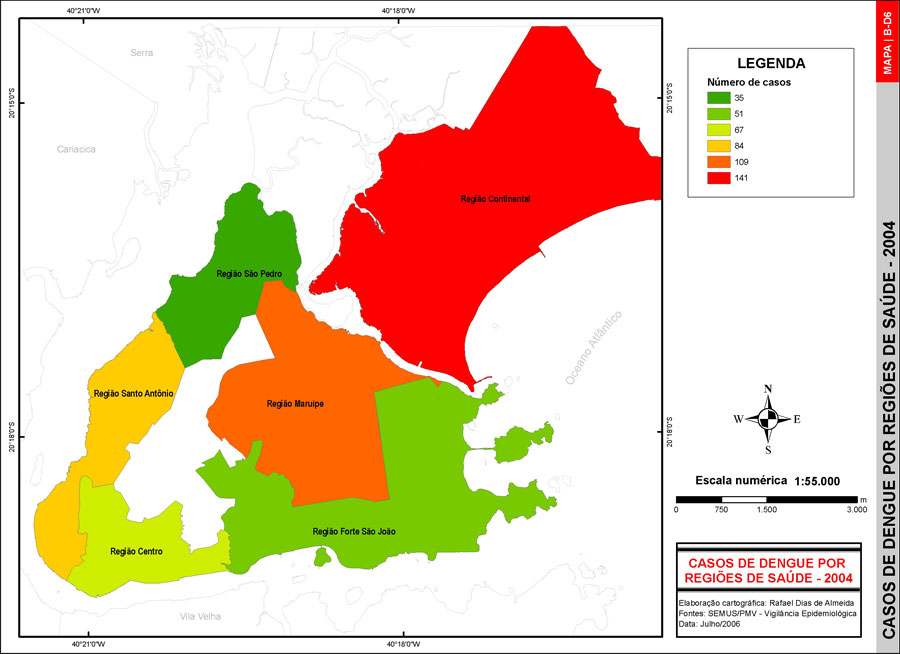 40°21'0"W
40°18'0"W
MAPA | B-D6
Serra
20°15'0"S
20°15'0"S
LEGENDA
Número de casos
35
51
67
84
109
141
Cariacica
Região Continental
Região São Pedro
CASOS DE DENGUE POR REGIÕES DE SAÚDE - 2004
Oceano Atlântico
Região Santo Antônio
Região Maruipe
N
W
E
S
20°18'0"S
20°18'0"S
Escala numérica 1:55.000
m
0 750 1.500 3.000
Região Forte São João
Região Centro
CASOS DE DENGUE POR
REGIÕES DE SAÚDE - 2004
Elaboração cartográfica: Rafael Dias de Almeida
Fontes: SEMUS/PMV - Vigilância Epidemiológica
Data: Julho/2006
Vila Velha
40°21'0"W
40°18'0"W